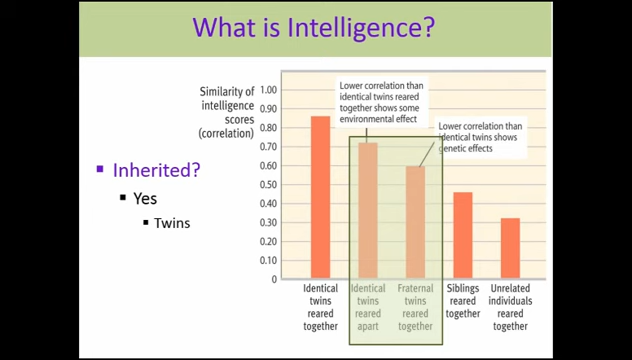 What is Intelligence?
Similarity of
intelligence
scores
(correlation)
1.00
0.90
0.80
0.70
0.60
0.50
0.40
0.30
0.20
0.10
0
Lower correlation than
identical twins reared
together shows some
environmental effect
Lower correlation than
identical twins shows
genetic effects
▪ Inherited?
▪ Yes
▪ Twins
Identical
twins
reared
together
Identical
twins
reared
apart
Fraternal
twins
reared
together
Siblings
reared
together
Unrelated
individuals
reared
together